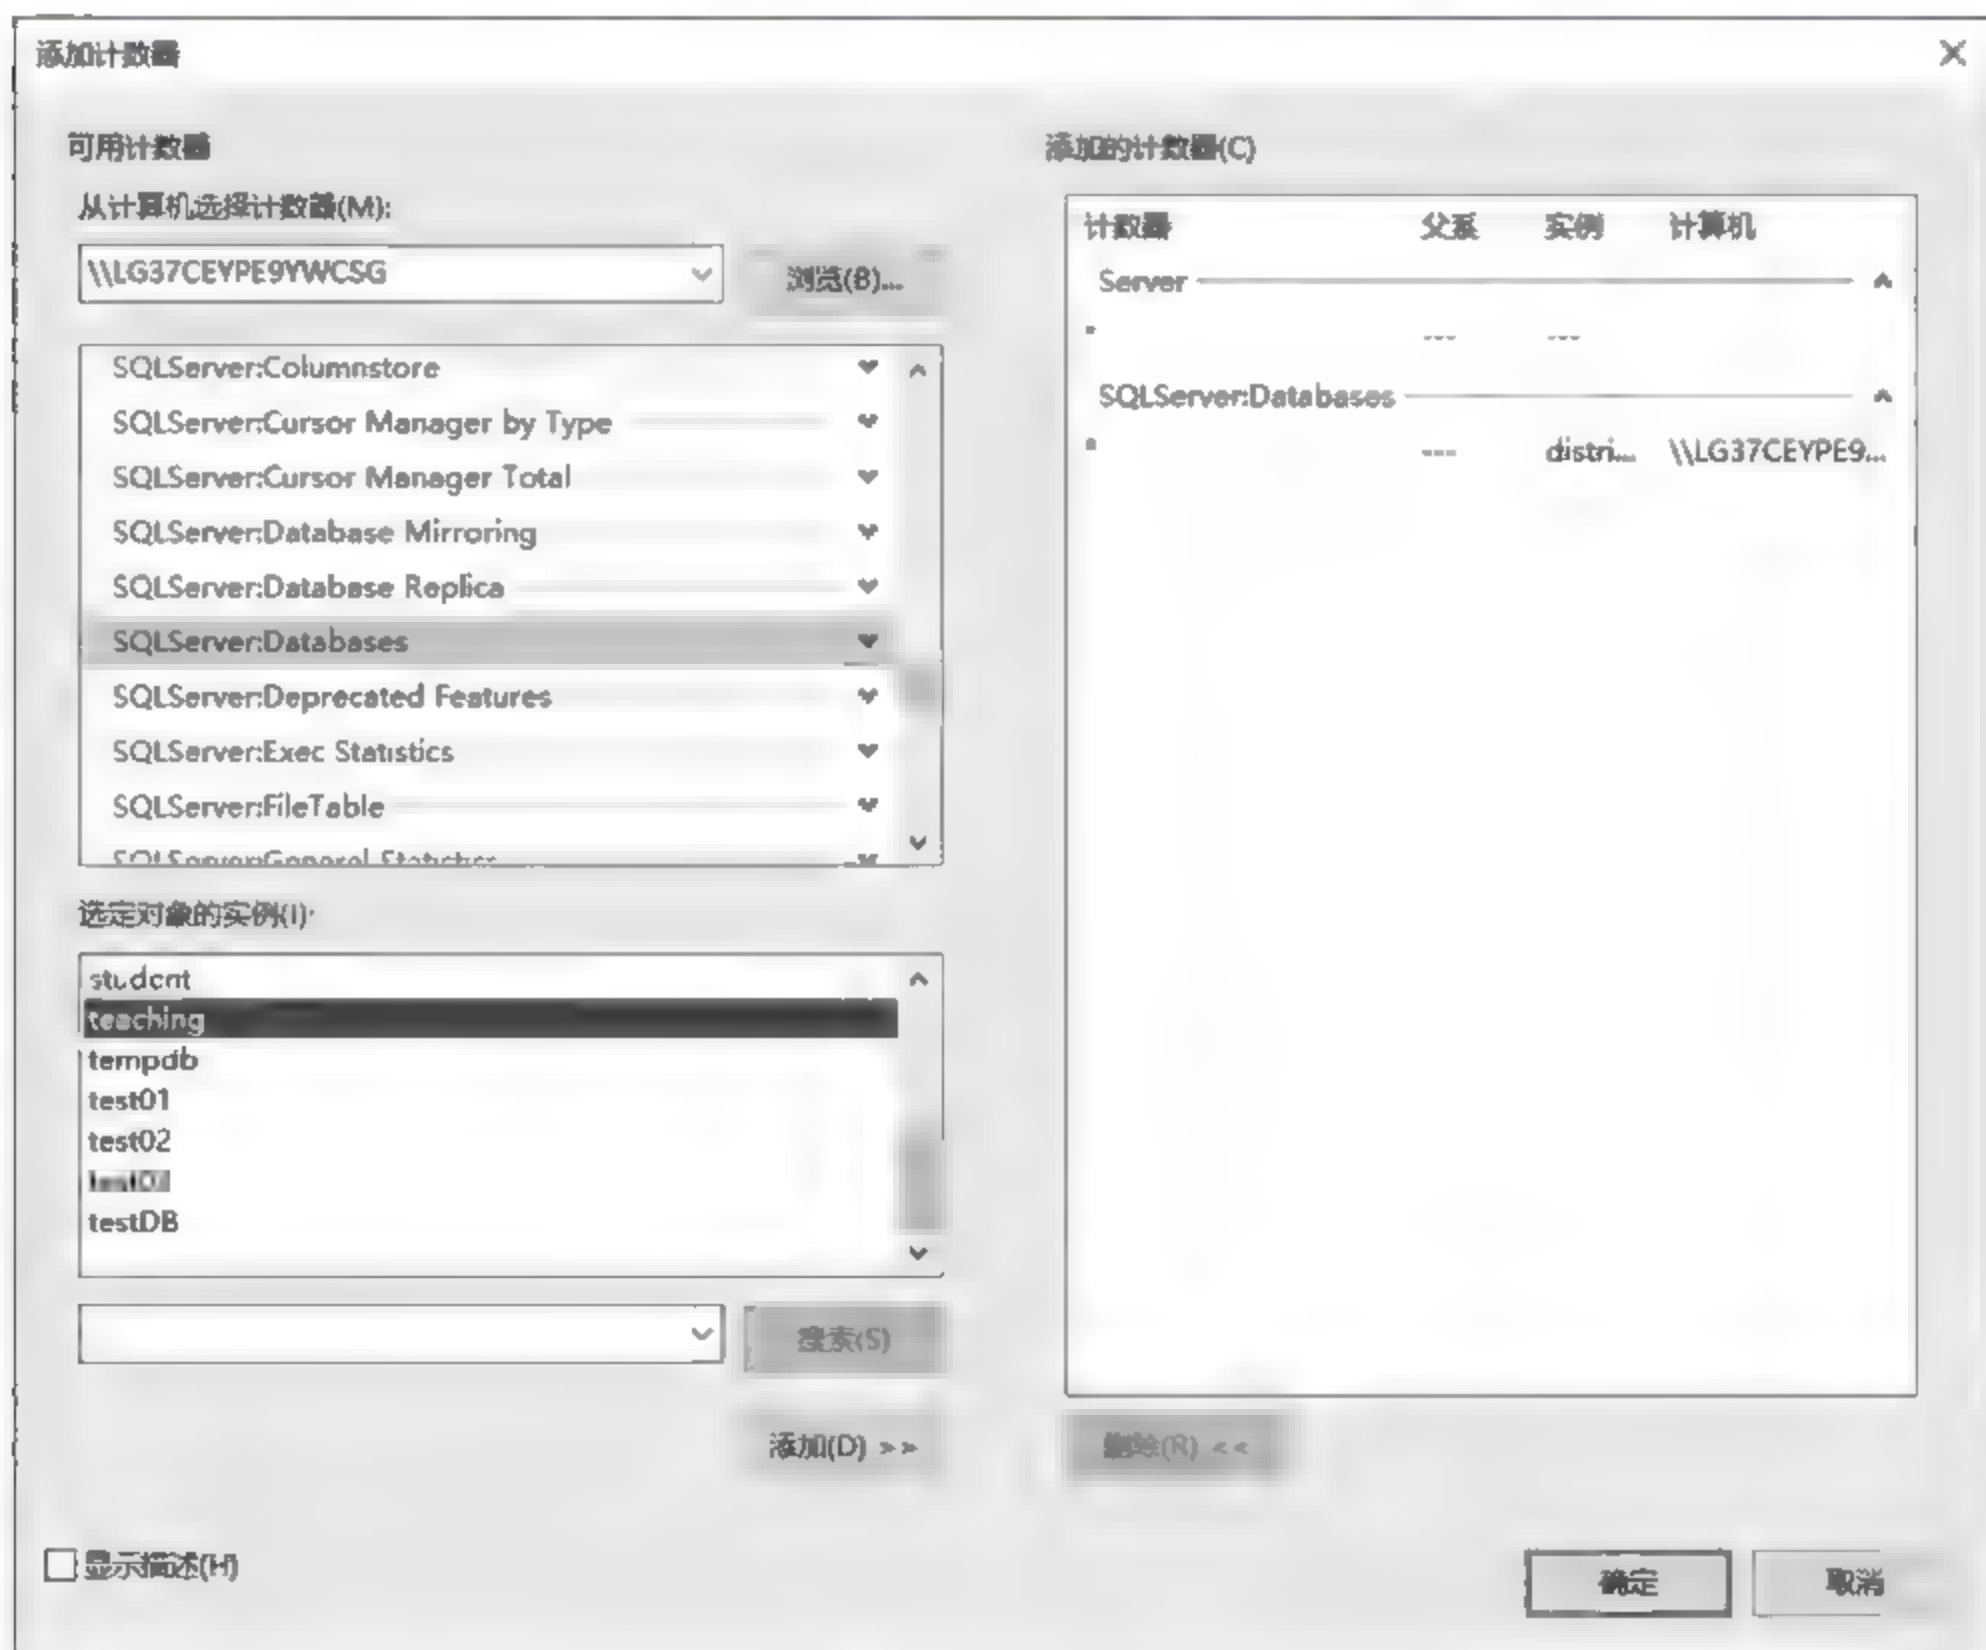 添加计数器
可用计数器
从计算机选择计数器(M):
\\LG37CEYPE9YWCSG
浏览(B)...
SQLServer:Columnstore
SQLServer:Cursor Manager by Type
SQLServer:Cursor Manager Total
SQLServer:Database Mirroring
SQLServer:Database Replica
SQLServer:Databases
SQLServer:Deprecated Features
SQLServer:Exec Statistics
SQLServer:FileTable
SQLServer:General Statistics
选定对象的实例(I):
student
teaching
tempdb
test01
test02
testDB
搜索(S)
添加(D) >>
显示描述(H)
添加的计数器(C)
计数器 父系 实例 计算机
Server
* --- ---
SQLServer:Databases
* --- distri... \\LG37CEYPE9...
删除(R) <<
确定
取消